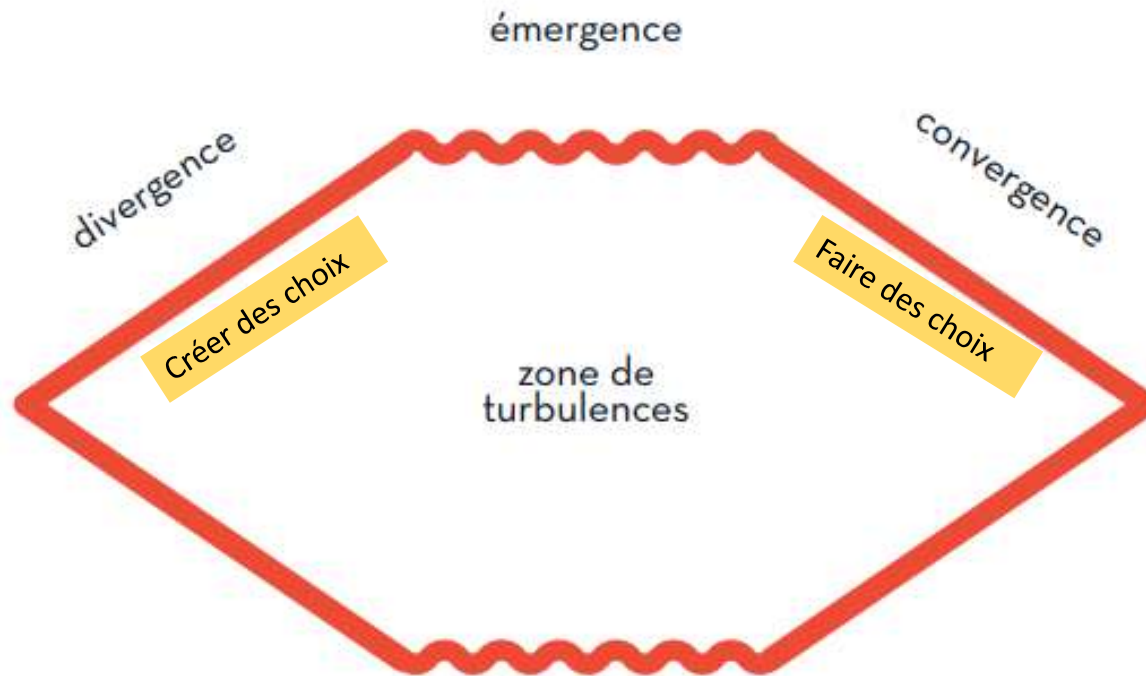 émergence
divergence
convergence
Créer des choix
Faire des choix
zone de
turbulences